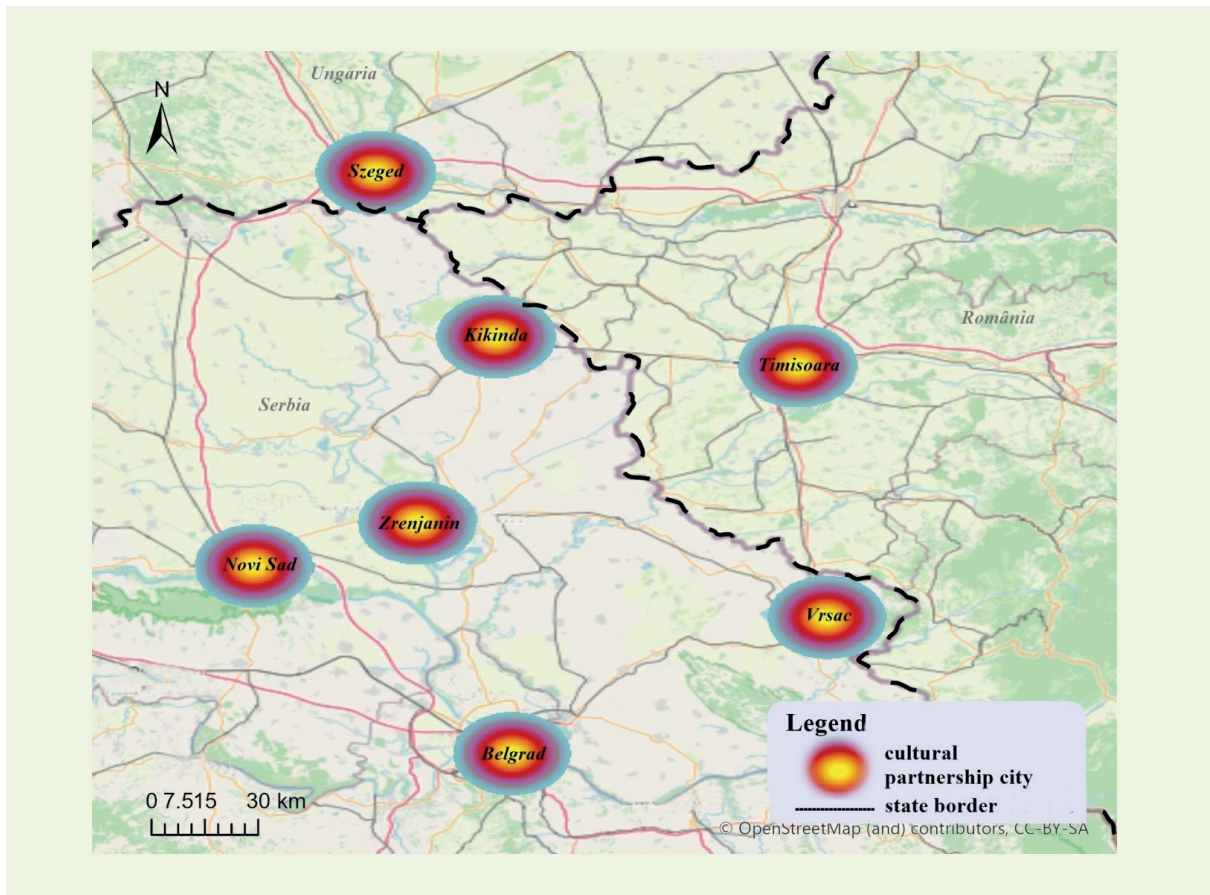 Ungaria
N
Szeged
Kikinda
România
Timisoara
Serbia
Zrenjanin
Novi Sad
Vrsac
Belgrad
Legend
cultural
partnership city
state border
0 7.515 30 km
© OpenStreetMap (and) contributors, CC-BY-SA